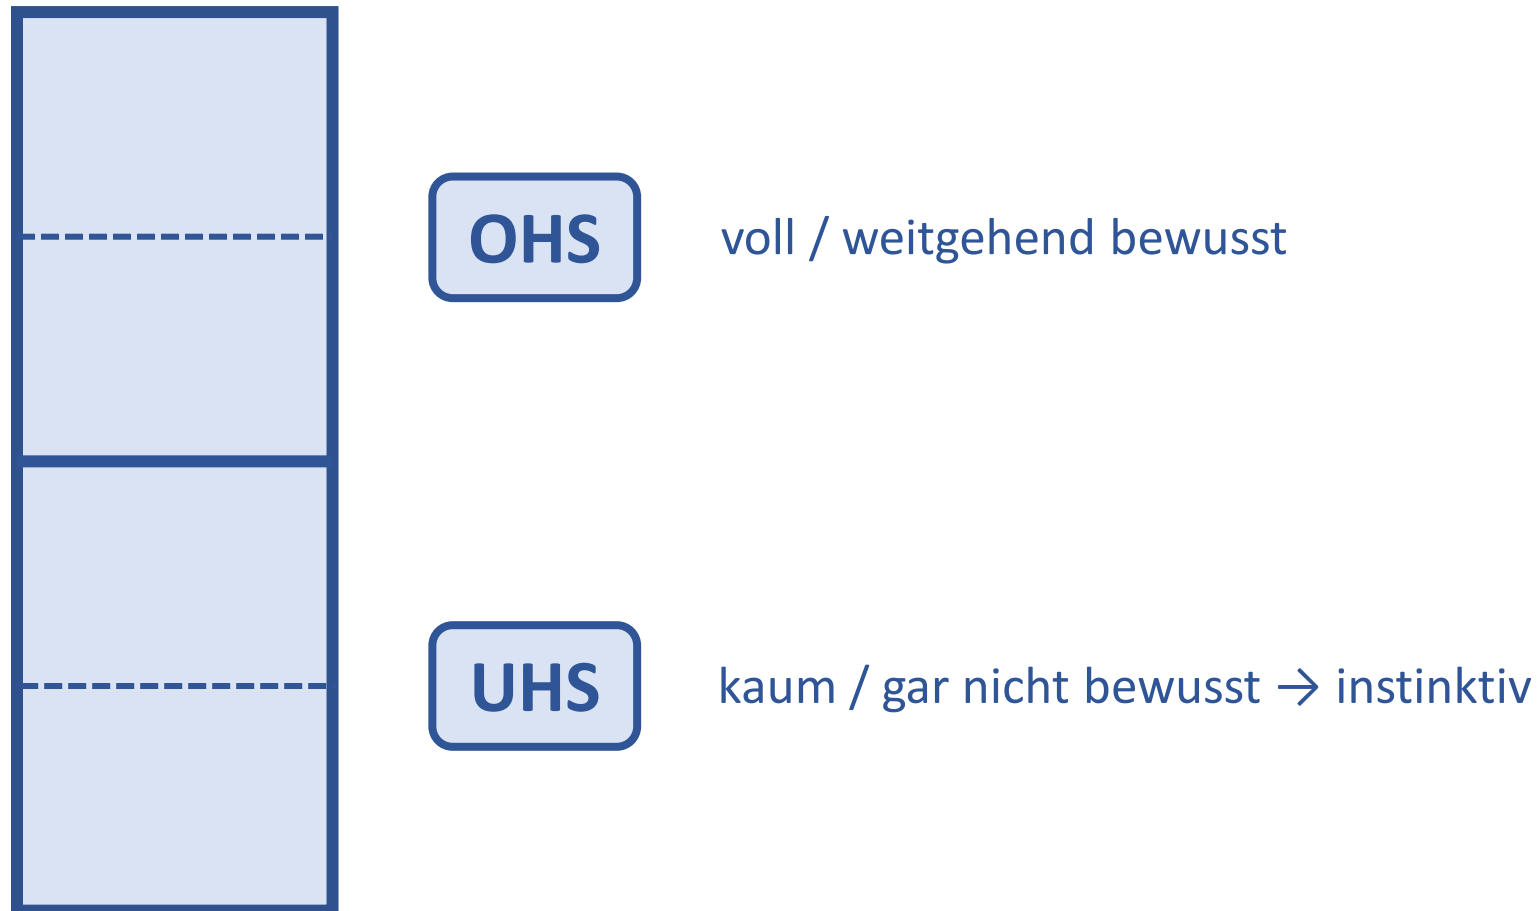 OHS voll / weitgehend bewusst
UHS kaum / gar nicht bewusst → instinktiv